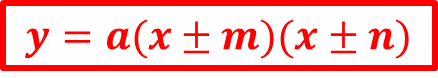 y = a(x ± m)(x ± n)